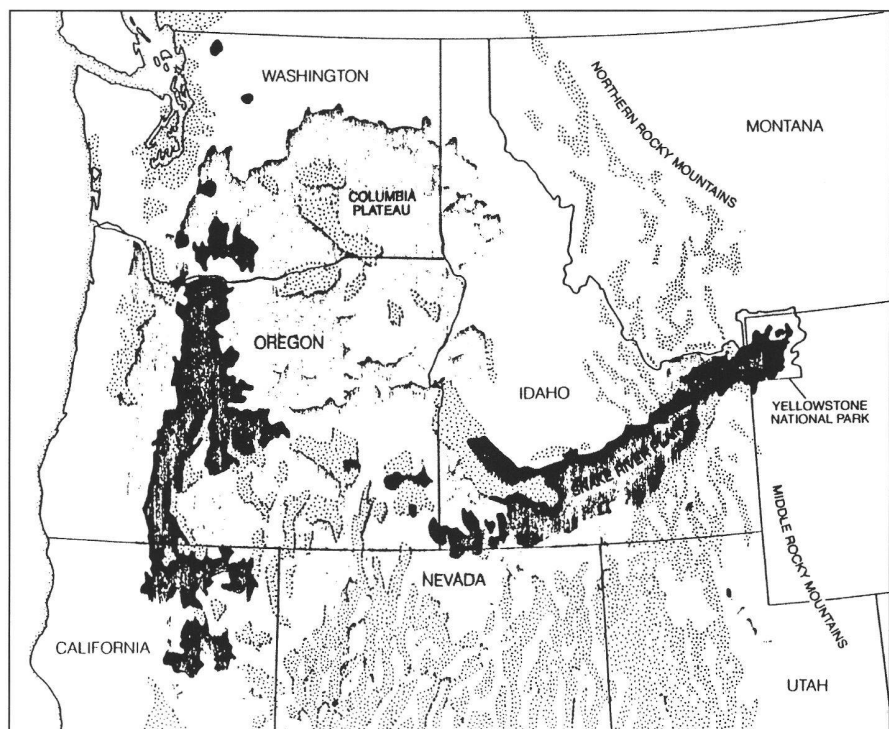 WASHINGTON
NORTHERN ROCKY MOUNTAINS
MONTANA
COLUMBIA
PLATEAU
OREGON
IDAHO
YELLOWSTONE
NATIONAL PARK
SNAKE RIVER PLAIN
MIDDLE ROCKY MOUNTAINS
NEVADA
CALIFORNIA
UTAH